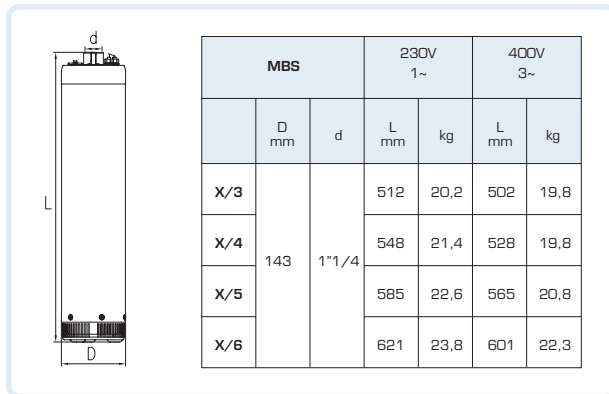 d
L
D
MBS 230V 400V
1~ 3~
D d L kg L kg
mm mm mm
X/3 512 20,2 502 19,8
X/4 548 21,4 528 19,8
143 1"1/4
X/5 585 22,6 565 20,8
X/6 621 23,8 601 22,3